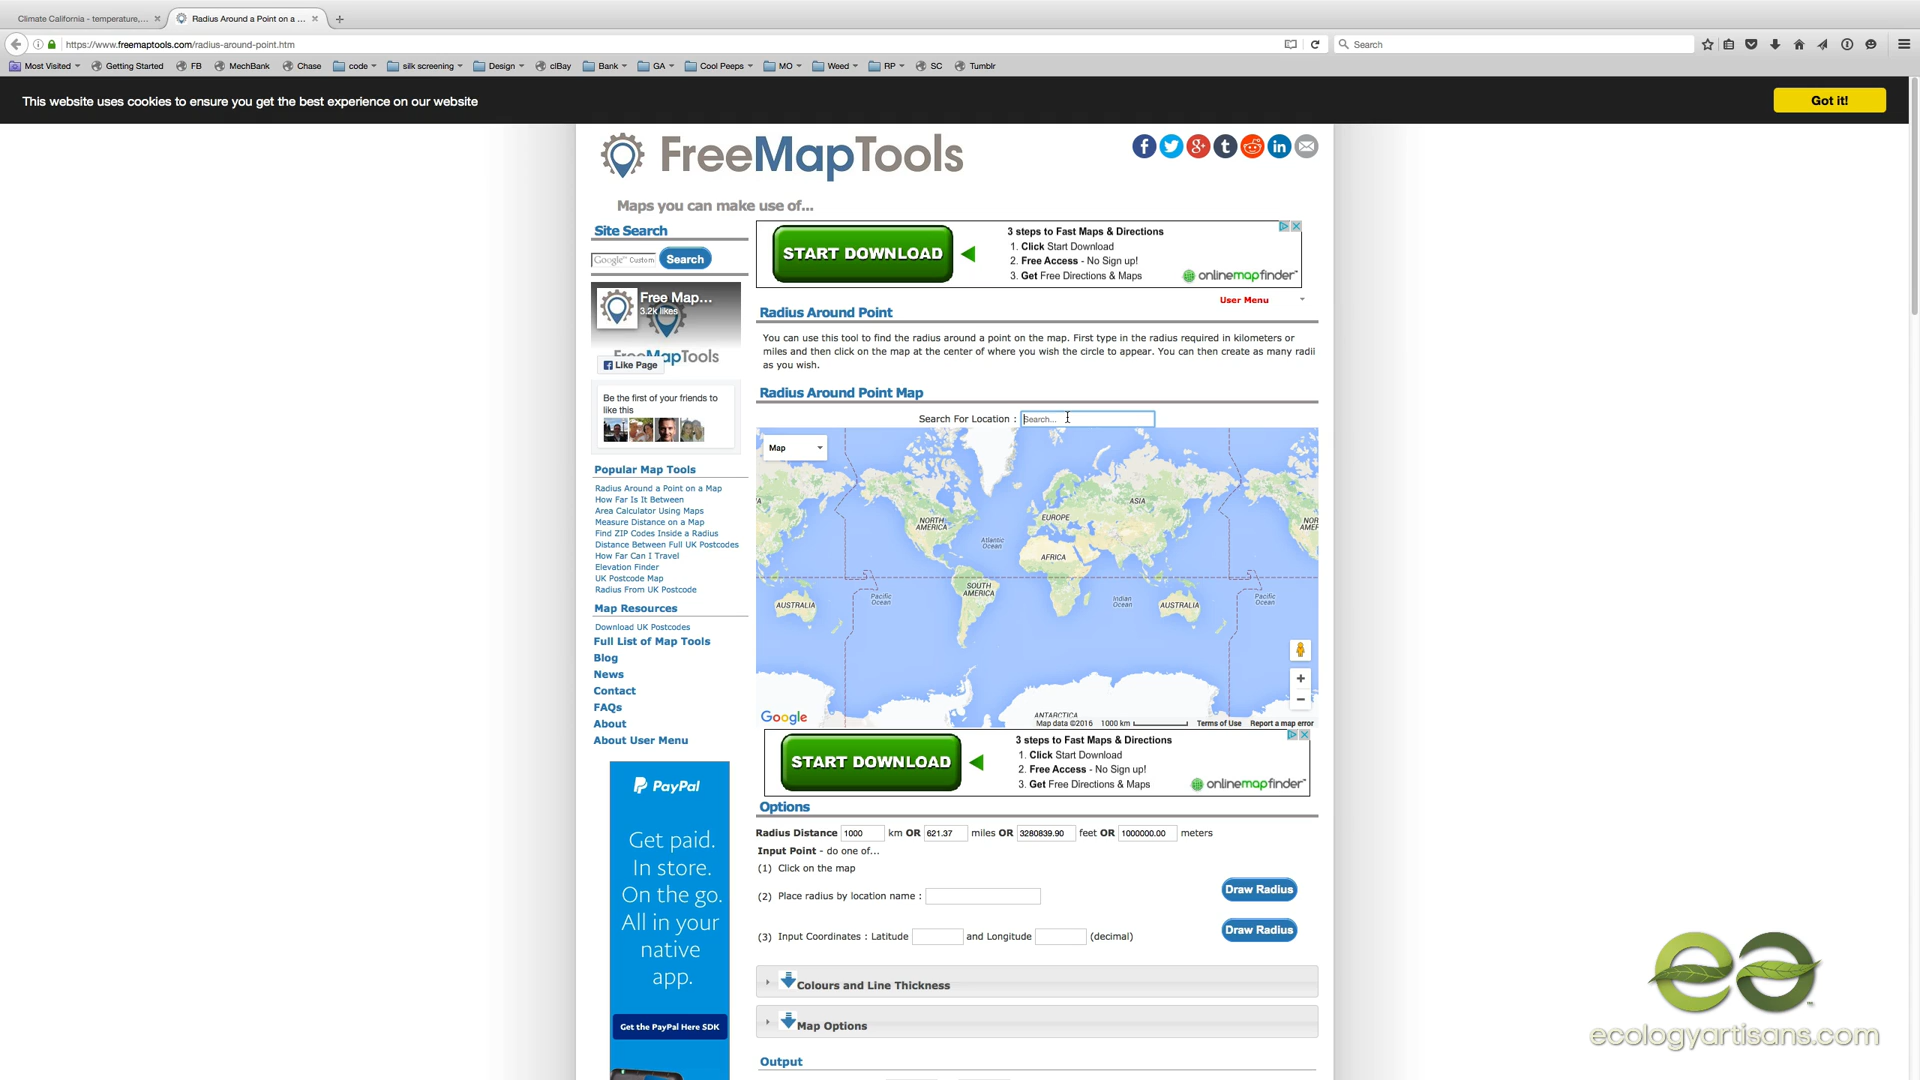 Climate California - temperature,...
Radius Around a Point on a ...
https://www.freemaptools.com/radius-around-point.htm
Search
Most Visited
Getting Started
FB
MechBank
Chase
code
silk screening
Design
clBay
Bank
GA
Cool Peeps
MO
Weed
RP
SC
Tumblr
This website uses cookies to ensure you get the best experience on our website
Got it!
FreeMapTools
Maps you can make use of...
Site Search
Google™ Custom
Search
Free Map...
3.2k likes
FreeMapTools
Like Page
Be the first of your friends to
like this
Popular Map Tools
Radius Around a Point on a Map
How Far Is It Between
Area Calculator Using Maps
Measure Distance on a Map
Find ZIP Codes Inside a Radius
Distance Between Full UK Postcodes
How Far Can I Travel
Elevation Finder
UK Postcode Map
Radius From UK Postcode
Map Resources
Download UK Postcodes
Full List of Map Tools
Blog
News
Contact
FAQs
About
About User Menu
PayPal
Get paid.
In store.
On the go.
All in your
native
app.
Get the PayPal Here SDK
START DOWNLOAD
3 steps to Fast Maps & Directions
1. Click Start Download
2. Free Access - No Sign up!
3. Get Free Directions & Maps
onlinemapfinder™
User Menu
Radius Around Point
You can use this tool to find the radius around a point on the map. First type in the radius required in kilometers or
miles and then click on the map at the center of where you wish the circle to appear. You can then create as many radii
as you wish.
Radius Around Point Map
Search For Location :
Search...
Map
NORTH
AMERICA
ASIA
EUROPE
NOR
AMER
Atlantic
Ocean
AFRICA
SOUTH
AMERICA
Pacific
Ocean
Indian
Ocean
Pacific
Ocean
AUSTRALIA
AUSTRALIA
ANTARCTICA
Google
Map data ©2016
1000 km
Terms of Use
Report a map error
START DOWNLOAD
3 steps to Fast Maps & Directions
1. Click Start Download
2. Free Access - No Sign up!
3. Get Free Directions & Maps
onlinemapfinder™
Options
Radius Distance 1000 km OR 621.37 miles OR 3280839.90 feet OR 1000000.00 meters
Input Point - do one of...
(1) Click on the map
(2) Place radius by location name :
Draw Radius
(3) Input Coordinates : Latitude and Longitude (decimal)
Draw Radius
Colours and Line Thickness
Map Options
Output
ecologyartisans.com